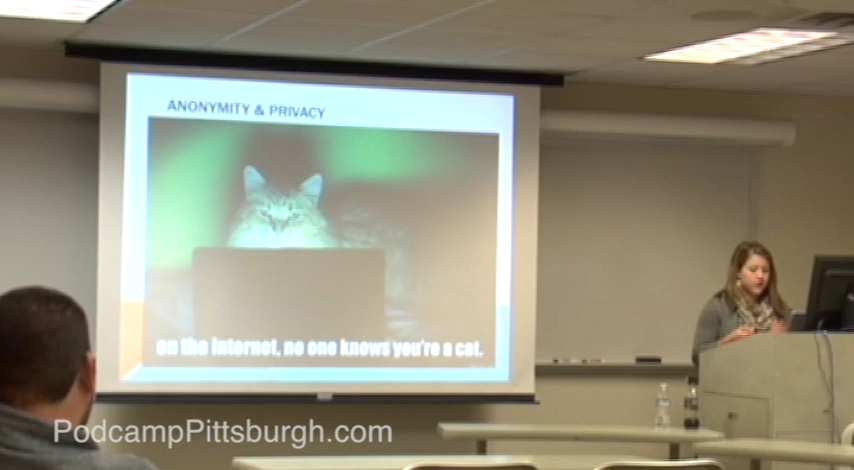 ANONYMITY & PRIVACY
on the internet, no one knows you're a cat.
PodcampPittsburgh.com